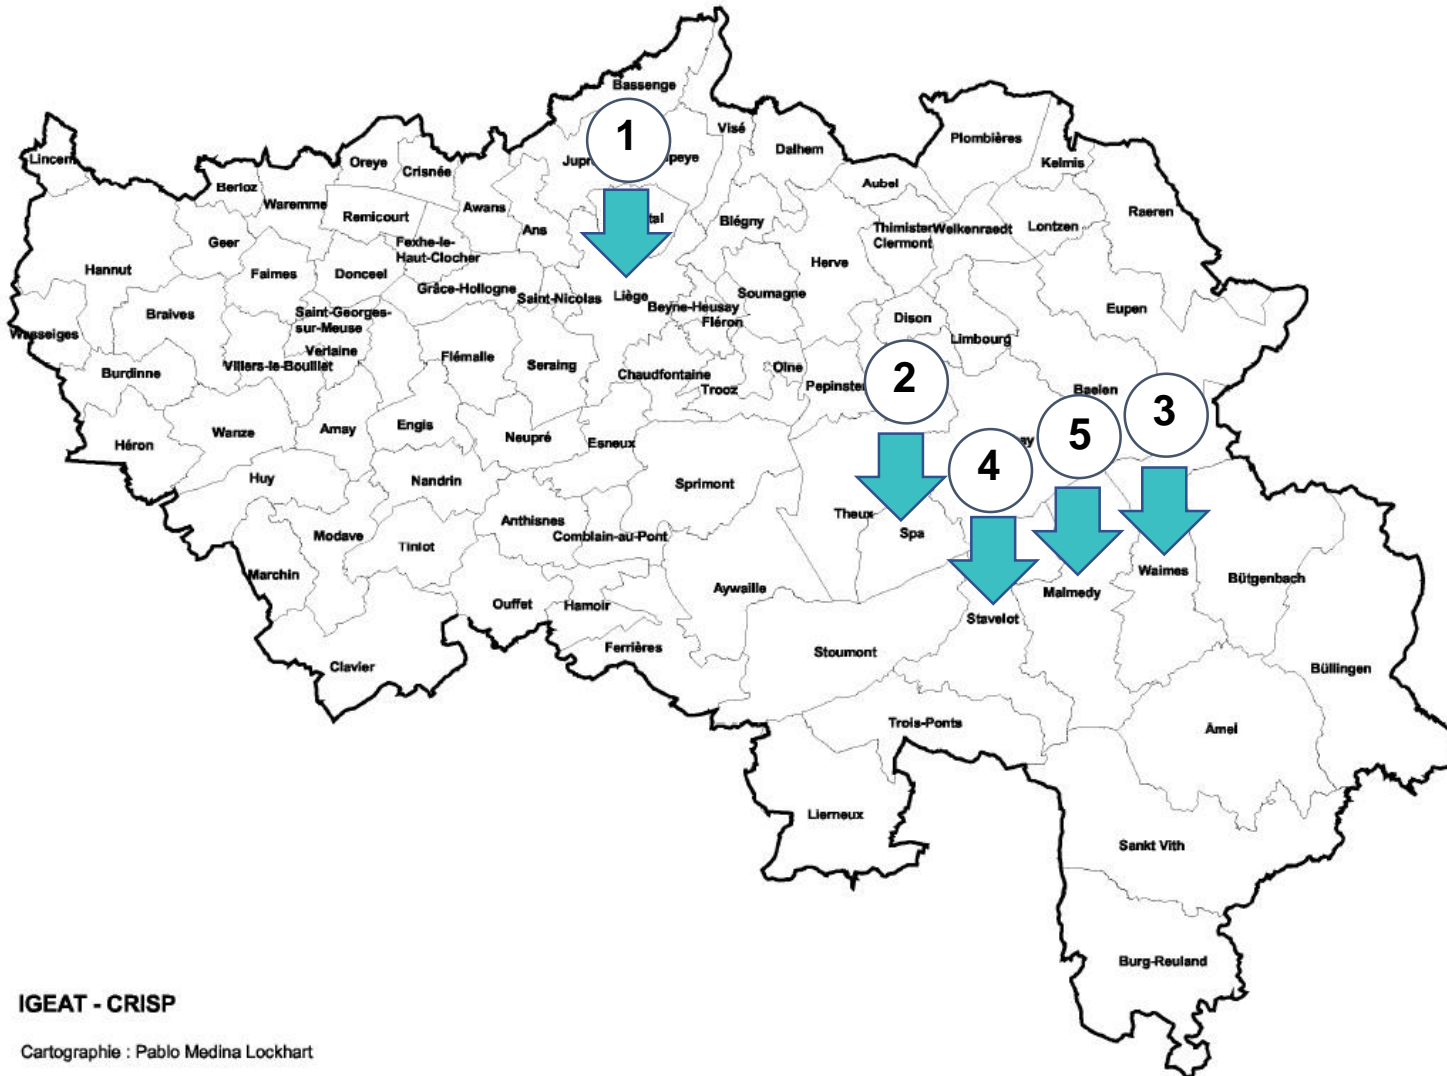 Bassenge
1
Visé
Plombières
Dalhem
Lincent
Oreye
Crisnée
Kelmis
Berloz
Aubel
Waremme
Remicourt
Awans
Ans
Blégny
Raeren
Geer
Fexhe-le-
Haut-Clocher
Thimister
Clermont
Welkenraedt
Lontzen
Hannut
Faimes
Donceel
Herve
Grâce-Hollogne
Saint-Nicolas
Liège
Soumagne
Beyne-Heusay
Fléron
Eupen
Braives
Saint-Georges-
sur-Meuse
Dison
Wasseiges
Limbourg
Verlaine
Flémalle
Villers-le-Bouillet
Seraing
Chaudfontaine
Olne
Burdinne
Trooz
Pepinster
2
Baelen
3
Héron
Wanze
Amay
Engis
Neupré
Esneux
5
4
Huy
Nandrin
Sprimont
Theux
Spa
Anthisnes
Comblain-au-Pont
Modave
Tinlot
Marchin
Waimes
Bütgenbach
Aywaille
Malmedy
Ouffet
Hamoir
Stavelot
Ferrières
Stoumont
Clavier
Büllingen
Trois-Ponts
Amel
Lierneux
Sankt Vith
Burg-Reuland
IGEAT - CRISP
Cartographie : Pablo Medina Lockhart